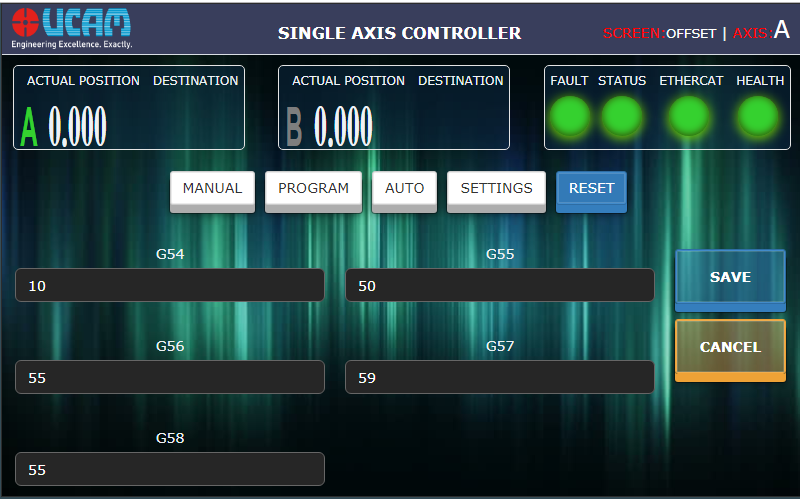 UCAM
Engineering Excellence. Exactly.
SINGLE AXIS CONTROLLER
SCREEN:OFFSET | AXIS:A
ACTUAL POSITION DESTINATION
A 0.000
ACTUAL POSITION DESTINATION
B 0.000
FAULT STATUS ETHERCAT HEALTH
MANUAL PROGRAM AUTO SETTINGS RESET
G54 G55
10 50 SAVE
G56 G57 CANCEL
55 59
G58
55